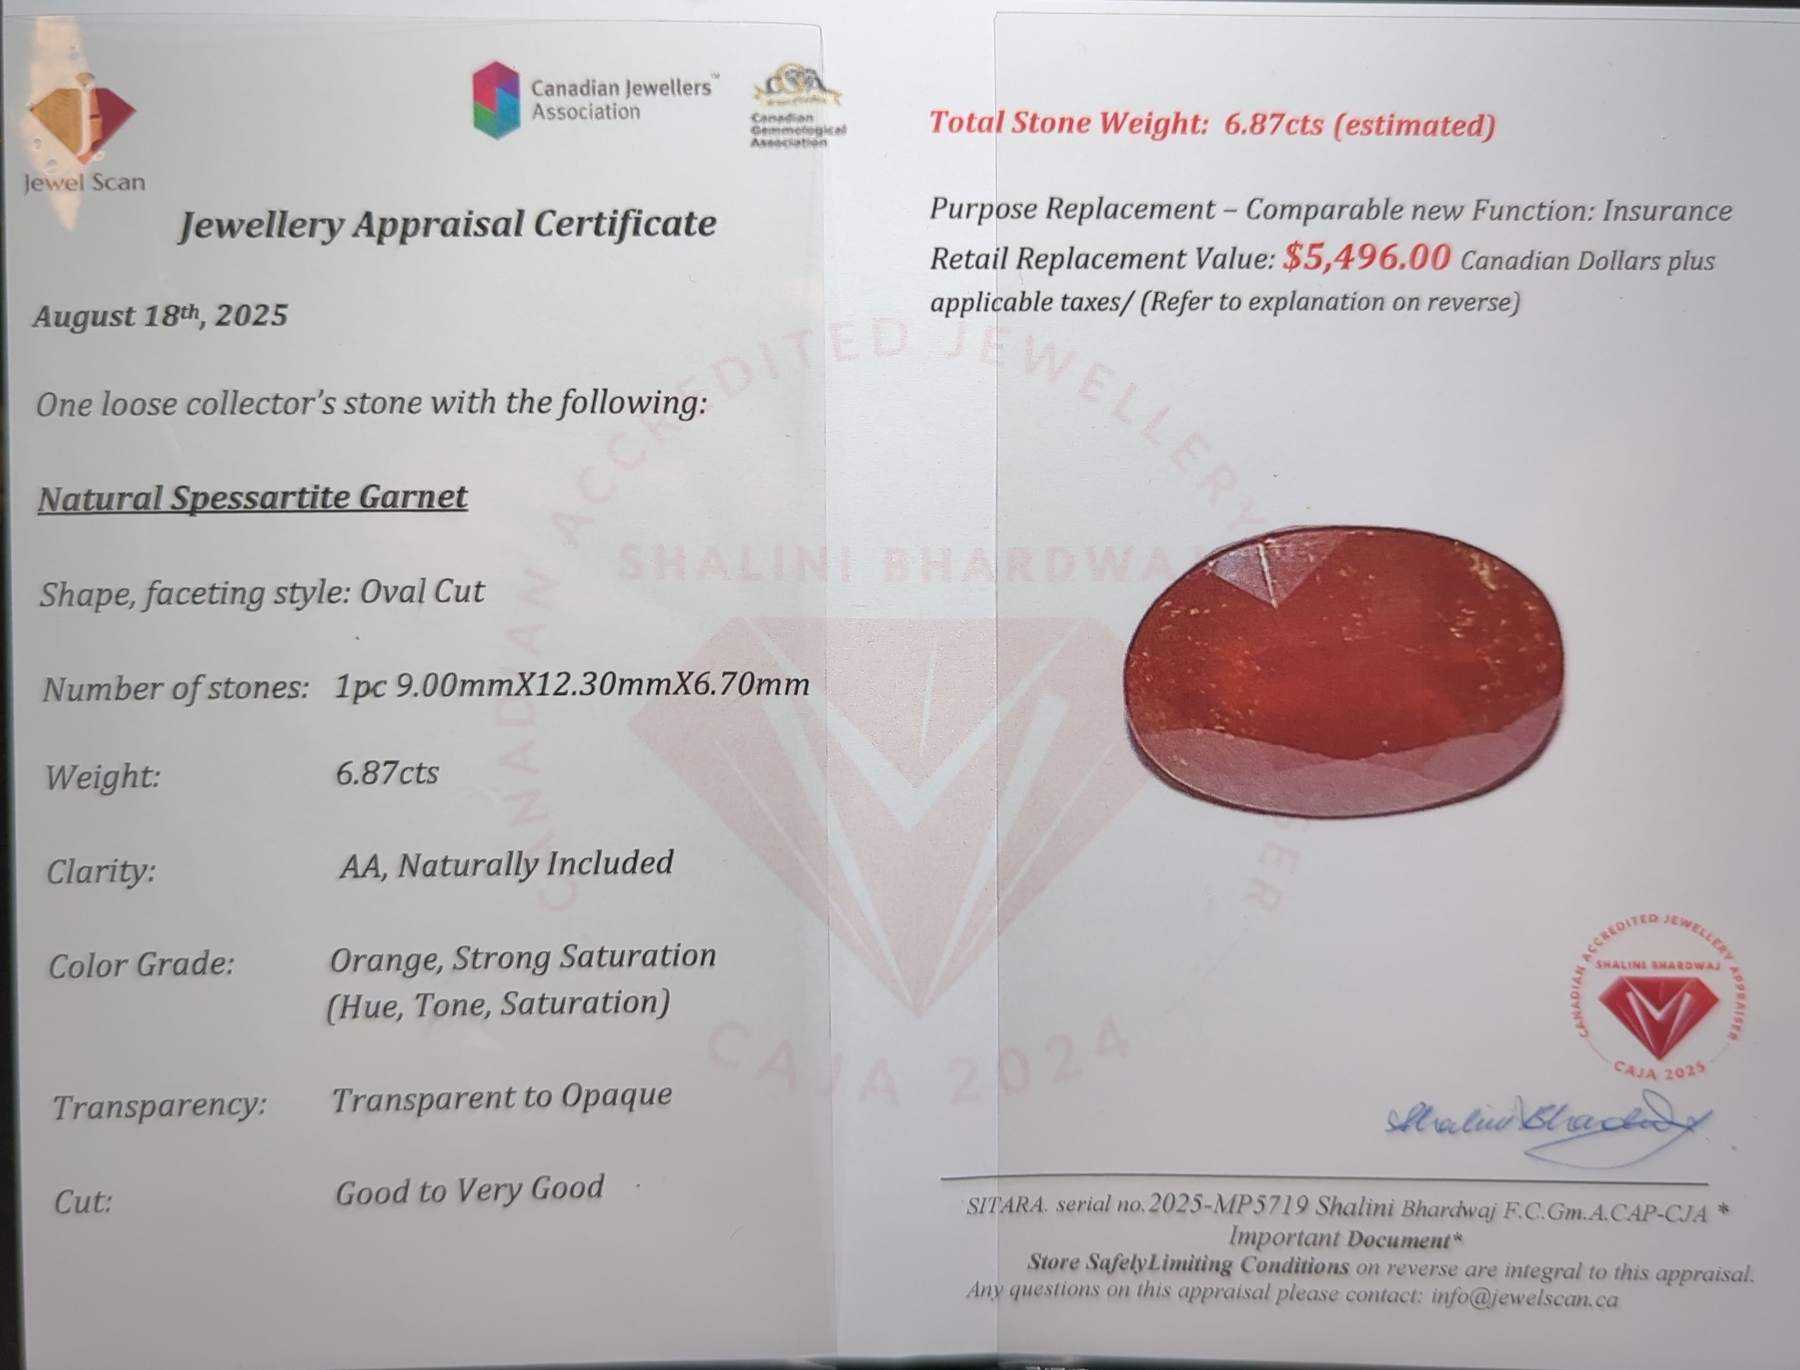 Jewel Scan
Canadian Jewellers™
Association
CGA
Canadian
Gemmological
Association
Jewellery Appraisal Certificate
August 18th, 2025
One loose collector's stone with the following:
Natural Spessartite Garnet
Shape, faceting style: Oval Cut
Number of stones: 1pc 9.00mmX12.30mmX6.70mm
Weight: 6.87cts
Clarity: AA, Naturally Included
Color Grade: Orange, Strong Saturation
(Hue, Tone, Saturation)
Transparency: Transparent to Opaque
Cut: Good to Very Good
Total Stone Weight: 6.87cts (estimated)
Purpose Replacement – Comparable new Function: Insurance
Retail Replacement Value: $5,496.00 Canadian Dollars plus
applicable taxes/ (Refer to explanation on reverse)
CANADIAN ACCREDITED JEWELLERY
SHALINI BHARDWA
SER
CAJA 2024
CANADIAN ACCREDITED JEWELLERY APPRAISER
SHALINI BHARDWAJ
CAJA 2025
Shalini Bhardwaj
SITARA. serial no.2025-MP5719 Shalini Bhardwaj F.C.Gm.A.CAP-CJA *
Important Document*
Store SafelyLimiting Conditions on reverse are integral to this appraisal.
Any questions on this appraisal please contact: info@jewelscan.ca